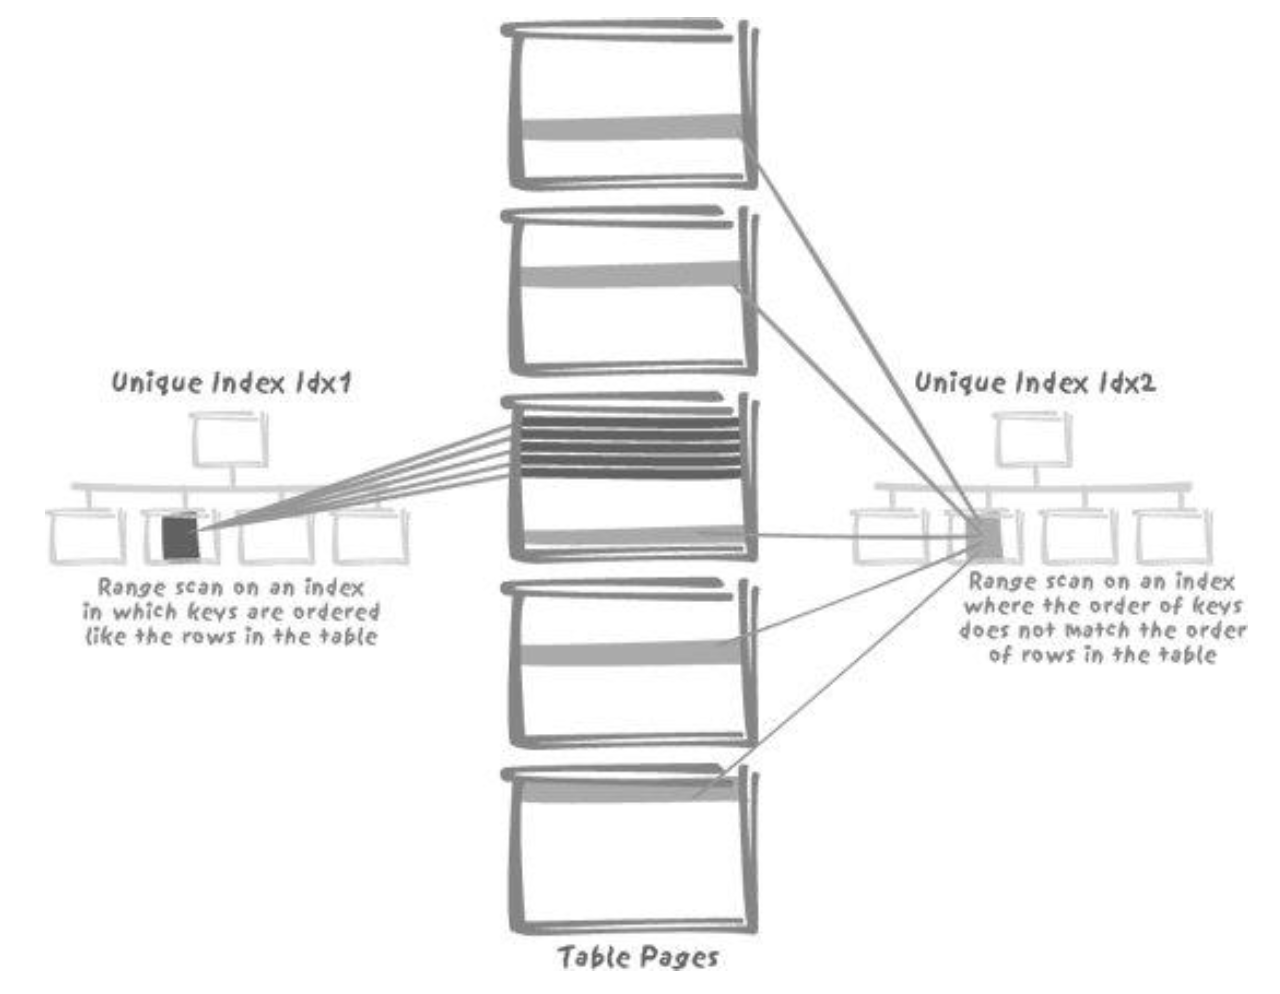 Unique Index Idx1
Range scan on an index
in which keys are ordered
like the rows in the table
Unique Index Idx2
Range scan on an index
where the order of keys
does not match the order
of rows in the table
Table Pages